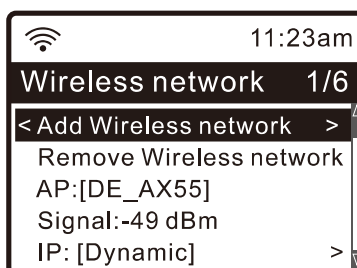 11:23am
Wireless network 1/6
< Add Wireless network >
Remove Wireless network
AP:[DE_AX55]
Signal:-49 dBm
IP: [Dynamic] >